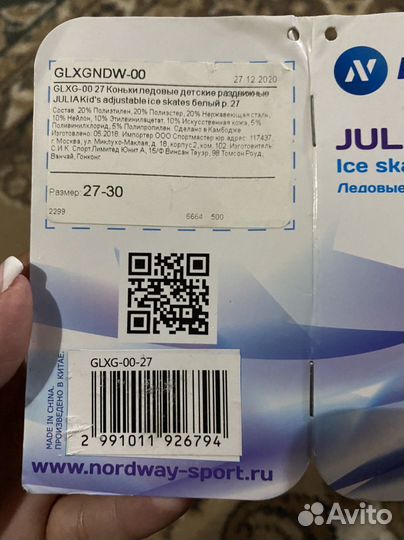 GLXGNDW-00
27.12.2020
GLXG-00 27 Коньки ледовые детские раздвижные
JULIA Kid's adjustable ice skates белый р. 27
Состав: 20% Полиэтилен, 20% Полиэстер, 20% Нержавеющая сталь,
10% Нейлон, 10% Этиленвинилацетат, 10% Искусственная кожа, 5%
Поливинилхлорид, 5% Полипропилен. Сделано в Камбодже
Изготовлено: 05.2018. Импортер ООО Спортмастер юр.адрес: 117437,
г. Москва, ул. Миклухо-Маклая, д. 18, корпус 2, ком. 102. Изготовитель
С.И.К. Спорт Лимитед Юнит А, 15/Ф Винсан Тауэр, 98 Томсон Роуд,
Ванчай, Гонконг
Размер: 27-30
2299 6664 500
GLXG-00-27
2 991011 926794
MADE IN CHINA.
ПРОИЗВЕДЕНО В КИТАЕ.
www.nordway-sport.ru
N
JULI
Ice ska
Ледовые
Avito